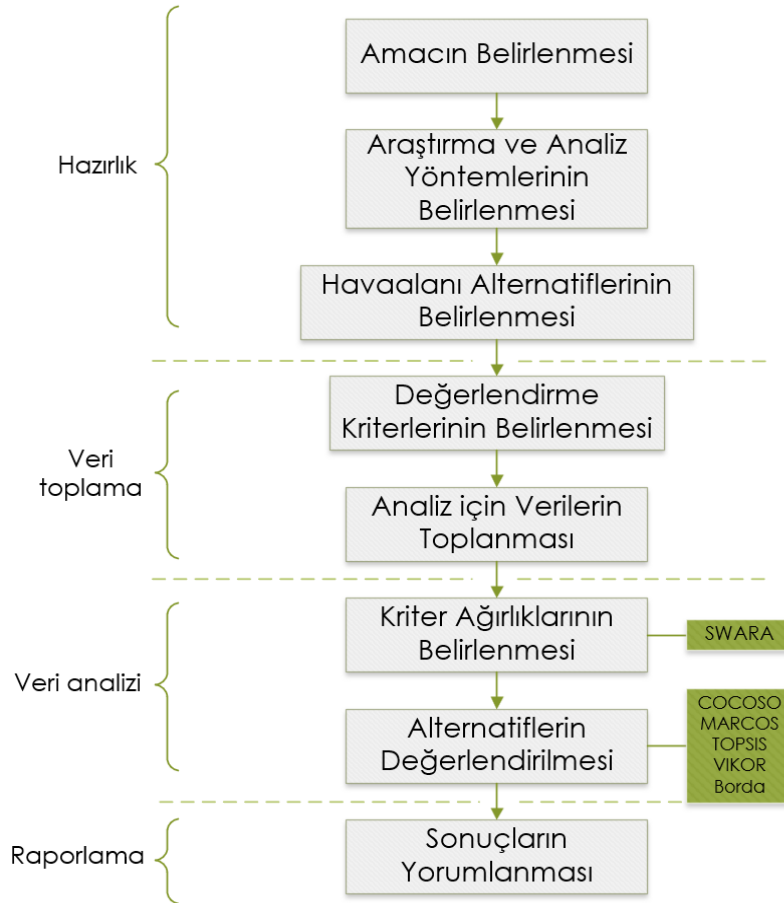 Amacın Belirlenmesi
Hazırlık
Araştırma ve Analiz
Yöntemlerinin
Belirlenmesi
Havaalanı Alternatiflerinin
Belirlenmesi
Veri
toplama
Değerlendirme
Kriterlerinin Belirlenmesi
Analiz için Verilerin
Toplanması
Veri analizi
Kriter Ağırlıklarının
Belirlenmesi
SWARA
Alternatiflerin
Değerlendirilmesi
COCOSO
MARCOS
TOPSIS
VIKOR
Borda
Raporlama
Sonuçların
Yorumlanması